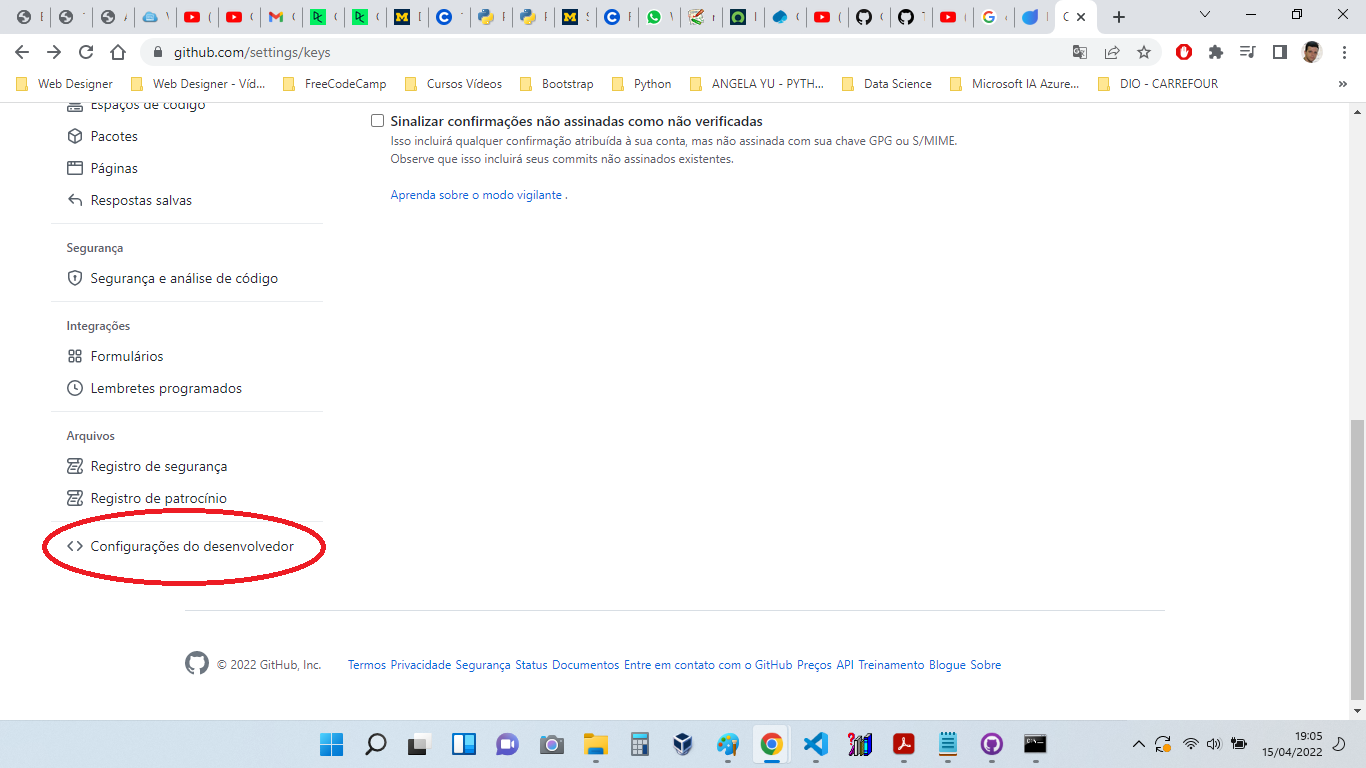 github.com/settings/keys
Web Designer
Web Designer - Víd...
FreeCodeCamp
Cursos Vídeos
Bootstrap
Python
ANGELA YU - PYTH...
Data Science
Microsoft IA Azure...
DIO - CARREFOUR
»
Espaços de código
Pacotes
Páginas
Respostas salvas
Segurança
Segurança e análise de código
Integrações
Formulários
Lembretes programados
Arquivos
Registro de segurança
Registro de patrocínio
Configurações do desenvolvedor
Sinalizar confirmações não assinadas como não verificadas
Isso incluirá qualquer confirmação atribuída à sua conta, mas não assinada com sua chave GPG ou S/MIME.
Observe que isso incluirá seus commits não assinados existentes.
Aprenda sobre o modo vigilante .
© 2022 GitHub, Inc.
Termos Privacidade Segurança Status Documentos Entre em contato com o GitHub Preços API Treinamento Blogue Sobre
19:05
15/04/2022